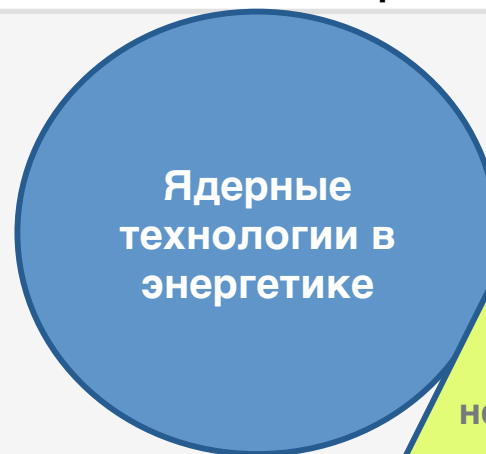 Ядерные
технологии в
энергетике